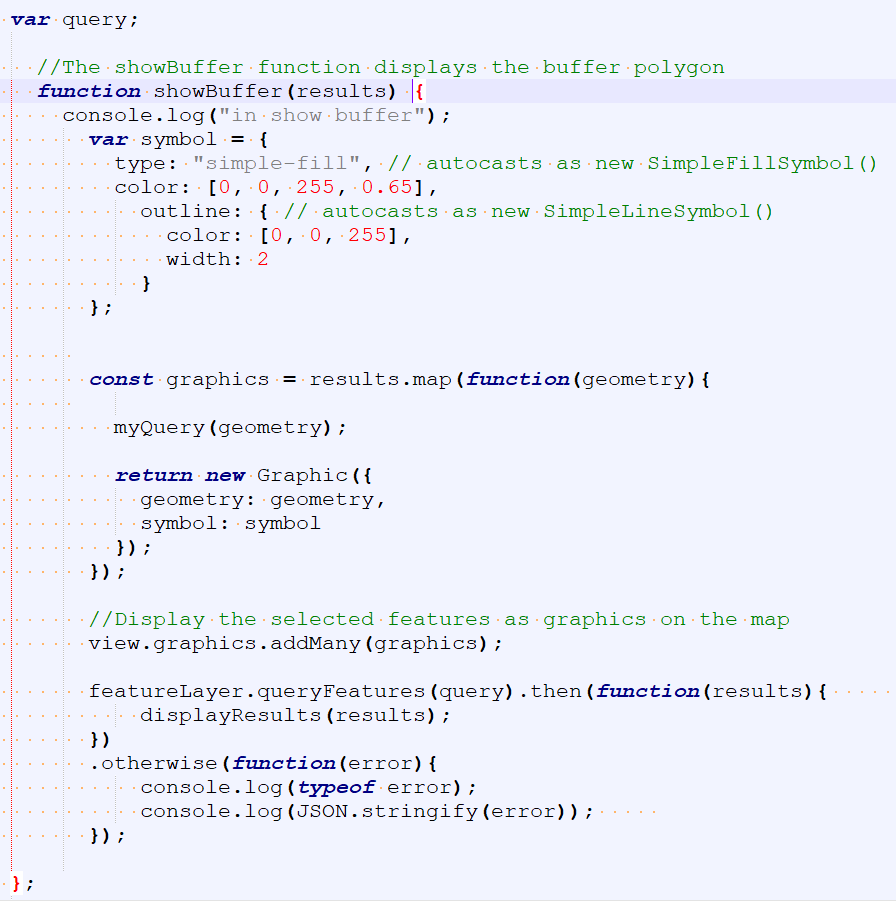 var query;
//The showBuffer function displays the buffer polygon
function showBuffer(results) {
console.log("in show buffer");
var symbol = {
type: "simple-fill", // autocasts as new SimpleFillSymbol()
color: [0, 0, 255, 0.65],
outline: { // autocasts as new SimpleLineSymbol()
color: [0, 0, 255],
width: 2
}
};
const graphics = results.map(function(geometry){
myQuery(geometry);
return new Graphic({
geometry: geometry,
symbol: symbol
});
});
//Display the selected features as graphics on the map
view.graphics.addMany(graphics);
featureLayer.queryFeatures(query).then(function(results){
displayResults(results);
})
.otherwise(function(error){
console.log(typeof error);
console.log(JSON.stringify(error));
});
};